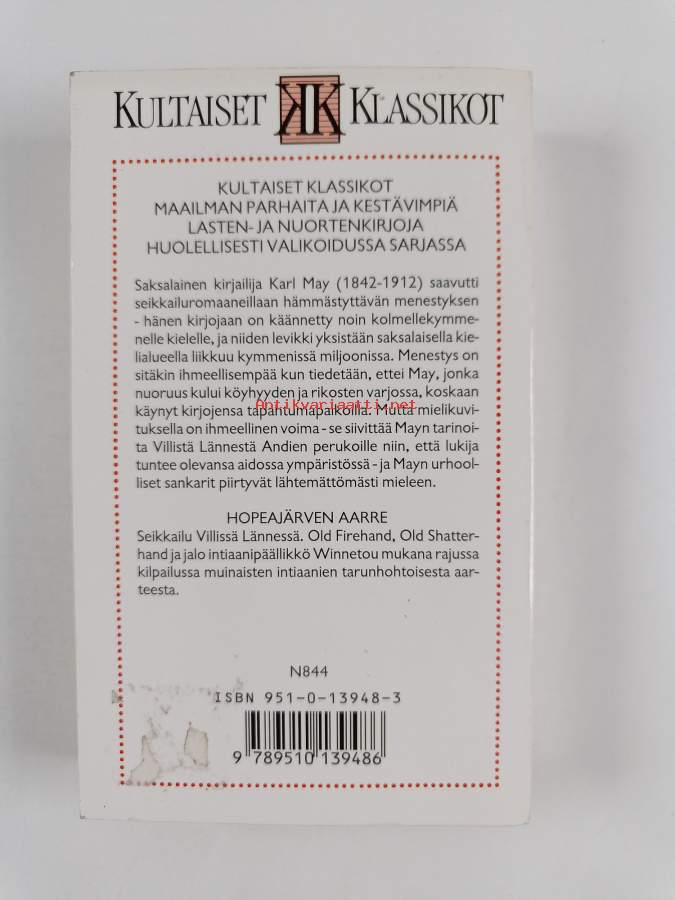 KULTAISET KK KLASSIKOT
KULTAISET KLASSIKOT
MAAILMAN PARHAITA JA KESTÄVIMPIÄ
LASTEN- JA NUORTENKIRJOJA
HUOLELLISESTI VALIKOIDUSSA SARJASSA
Saksalainen kirjailija Karl May (1842-1912) saavutti
seikkailuromaaneillaan hämmästyttävän menestyksen
- hänen kirjojaan on käännetty noin kolmellekymme-
nelle kielelle, ja niiden levikki yksistään saksalaisella kie-
lialueella liikkuu kymmenissä miljoonissa. Menestys on
sitäkin ihmeellisempää kun tiedetään, ettei May, jonka
nuoruus kului köyhyyden ja rikosten varjossa, koskaan
Antikvariaatti.net
käynyt kirjojensa tapahtumapaikoilla. Mutta mielikuvi-
tuksella on ihmeellinen voima - se siivittää Mayn tarinoi-
ta Villistä Lännestä Andien perukoille niin, että lukija
tuntee olevansa aidossa ympäristössä - ja Mayn urhool-
liset sankarit piirtyvät lähtemättömästi mieleen.
HOPEAJÄRVEN AARRE
Seikkailu Villissä Lännessä. Old Firehand, Old Shatter-
hand ja jalo intiaanipäällikkö Winnetou mukana rajussa
kilpailussa muinaisten intiaanien tarunhohtoisesta aar-
teesta.
N844
ISBN 951-0-13948-3
9 789510 139486